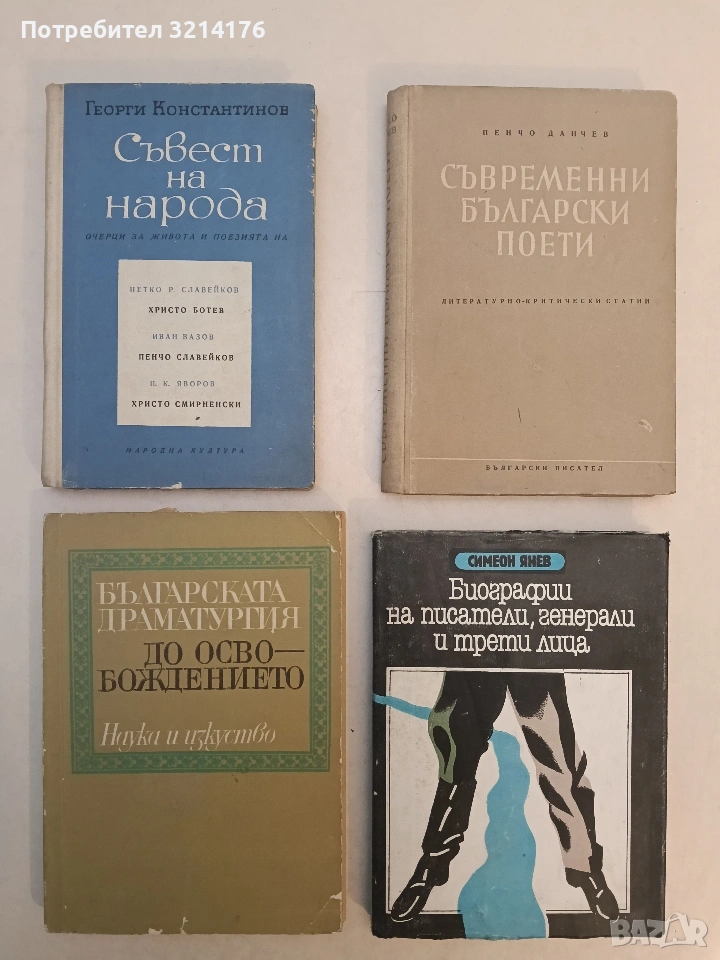 Потребител 3214176
Георги Константинов
Съвест
на
народа
ОЧЕРЦИ ЗА ЖИВОТА И ПОЕЗИЯТА НА
ПЕТКО Р. СЛАВЕЙКОВ
ХРИСТО БОТЕВ
ИВАН ВАЗОВ
ПЕНЧО СЛАВЕЙКОВ
П. К. ЯВОРОВ
ХРИСТО СМИРНЕНСКИ
НАРОДНА КУЛТУРА
ПЕНЧО ДАНЧЕВ
СЪВРЕМЕННИ
БЪЛГАРСКИ
ПОЕТИ
ЛИТЕРАТУРНО-КРИТИЧЕСКИ СТАТИИ
БЪЛГАРСКИ ПИСАТЕЛ
БЪЛГАРСКАТА
ДРАМАТУРГИЯ
ДО ОСВО—
БОЖДЕНИЕТО
Наука и изкуство
СИМЕОН ЯНЕВ
Биографии
на писатели, генерали
и трети лица
BAZAR